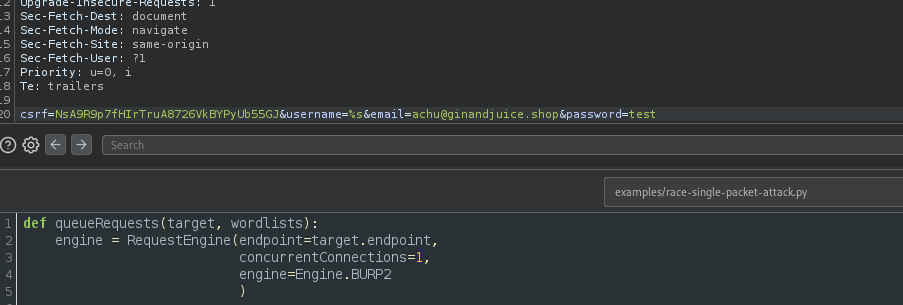 12 Upgrade-Insecure-Requests: 1
13 Sec-Fetch-Dest: document
14 Sec-Fetch-Mode: navigate
15 Sec-Fetch-Site: same-origin
16 Sec-Fetch-User: ?1
17 Priority: u=0, i
18 Te: trailers
19
20 csrf=NsA9R9p7fHIrTruA8726VkBYPyUb55GJ&username=%s&email=achu@ginandjuice.shop&password=test
Search
examples/race-single-packet-attack.py
1 def queueRequests(target, wordlists):
2 engine = RequestEngine(endpoint=target.endpoint,
3 concurrentConnections=1,
4 engine=Engine.BURP2
5 )